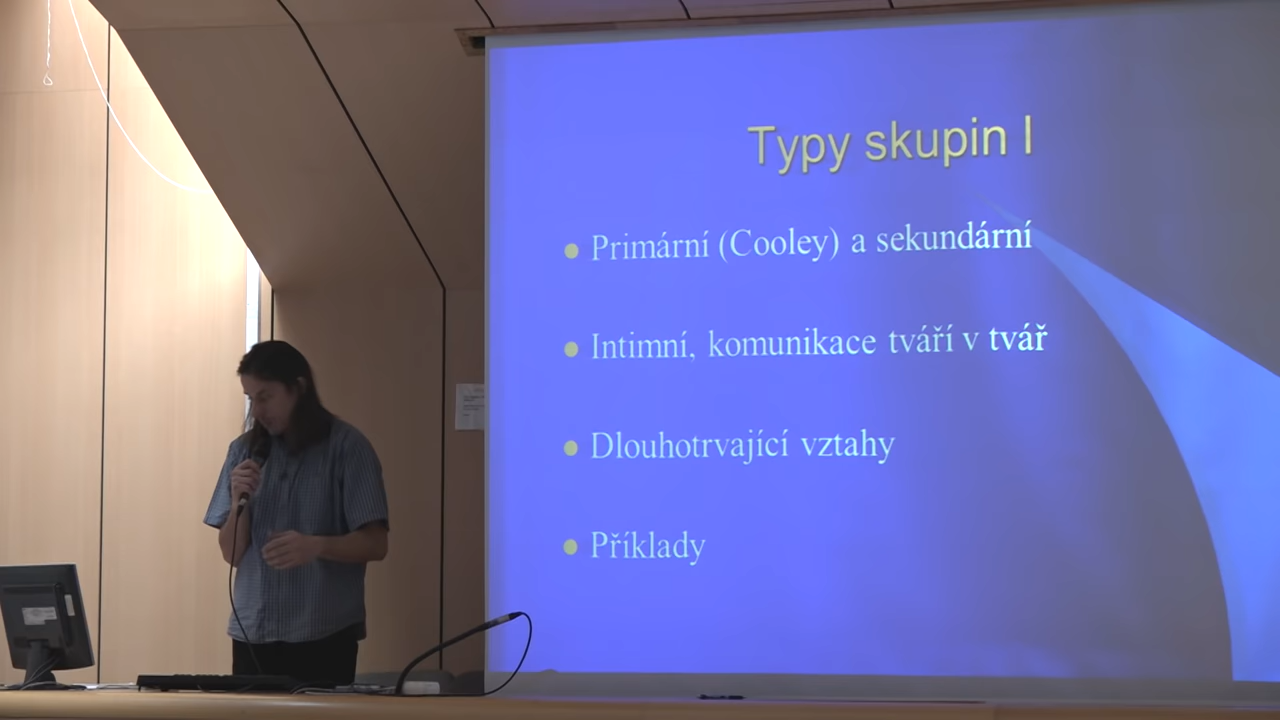 Typy skupin I
Primární (Cooley) a sekundární
Intimní, komunikace tváří v tvář
Dlouhotrvající vztahy
Příklady